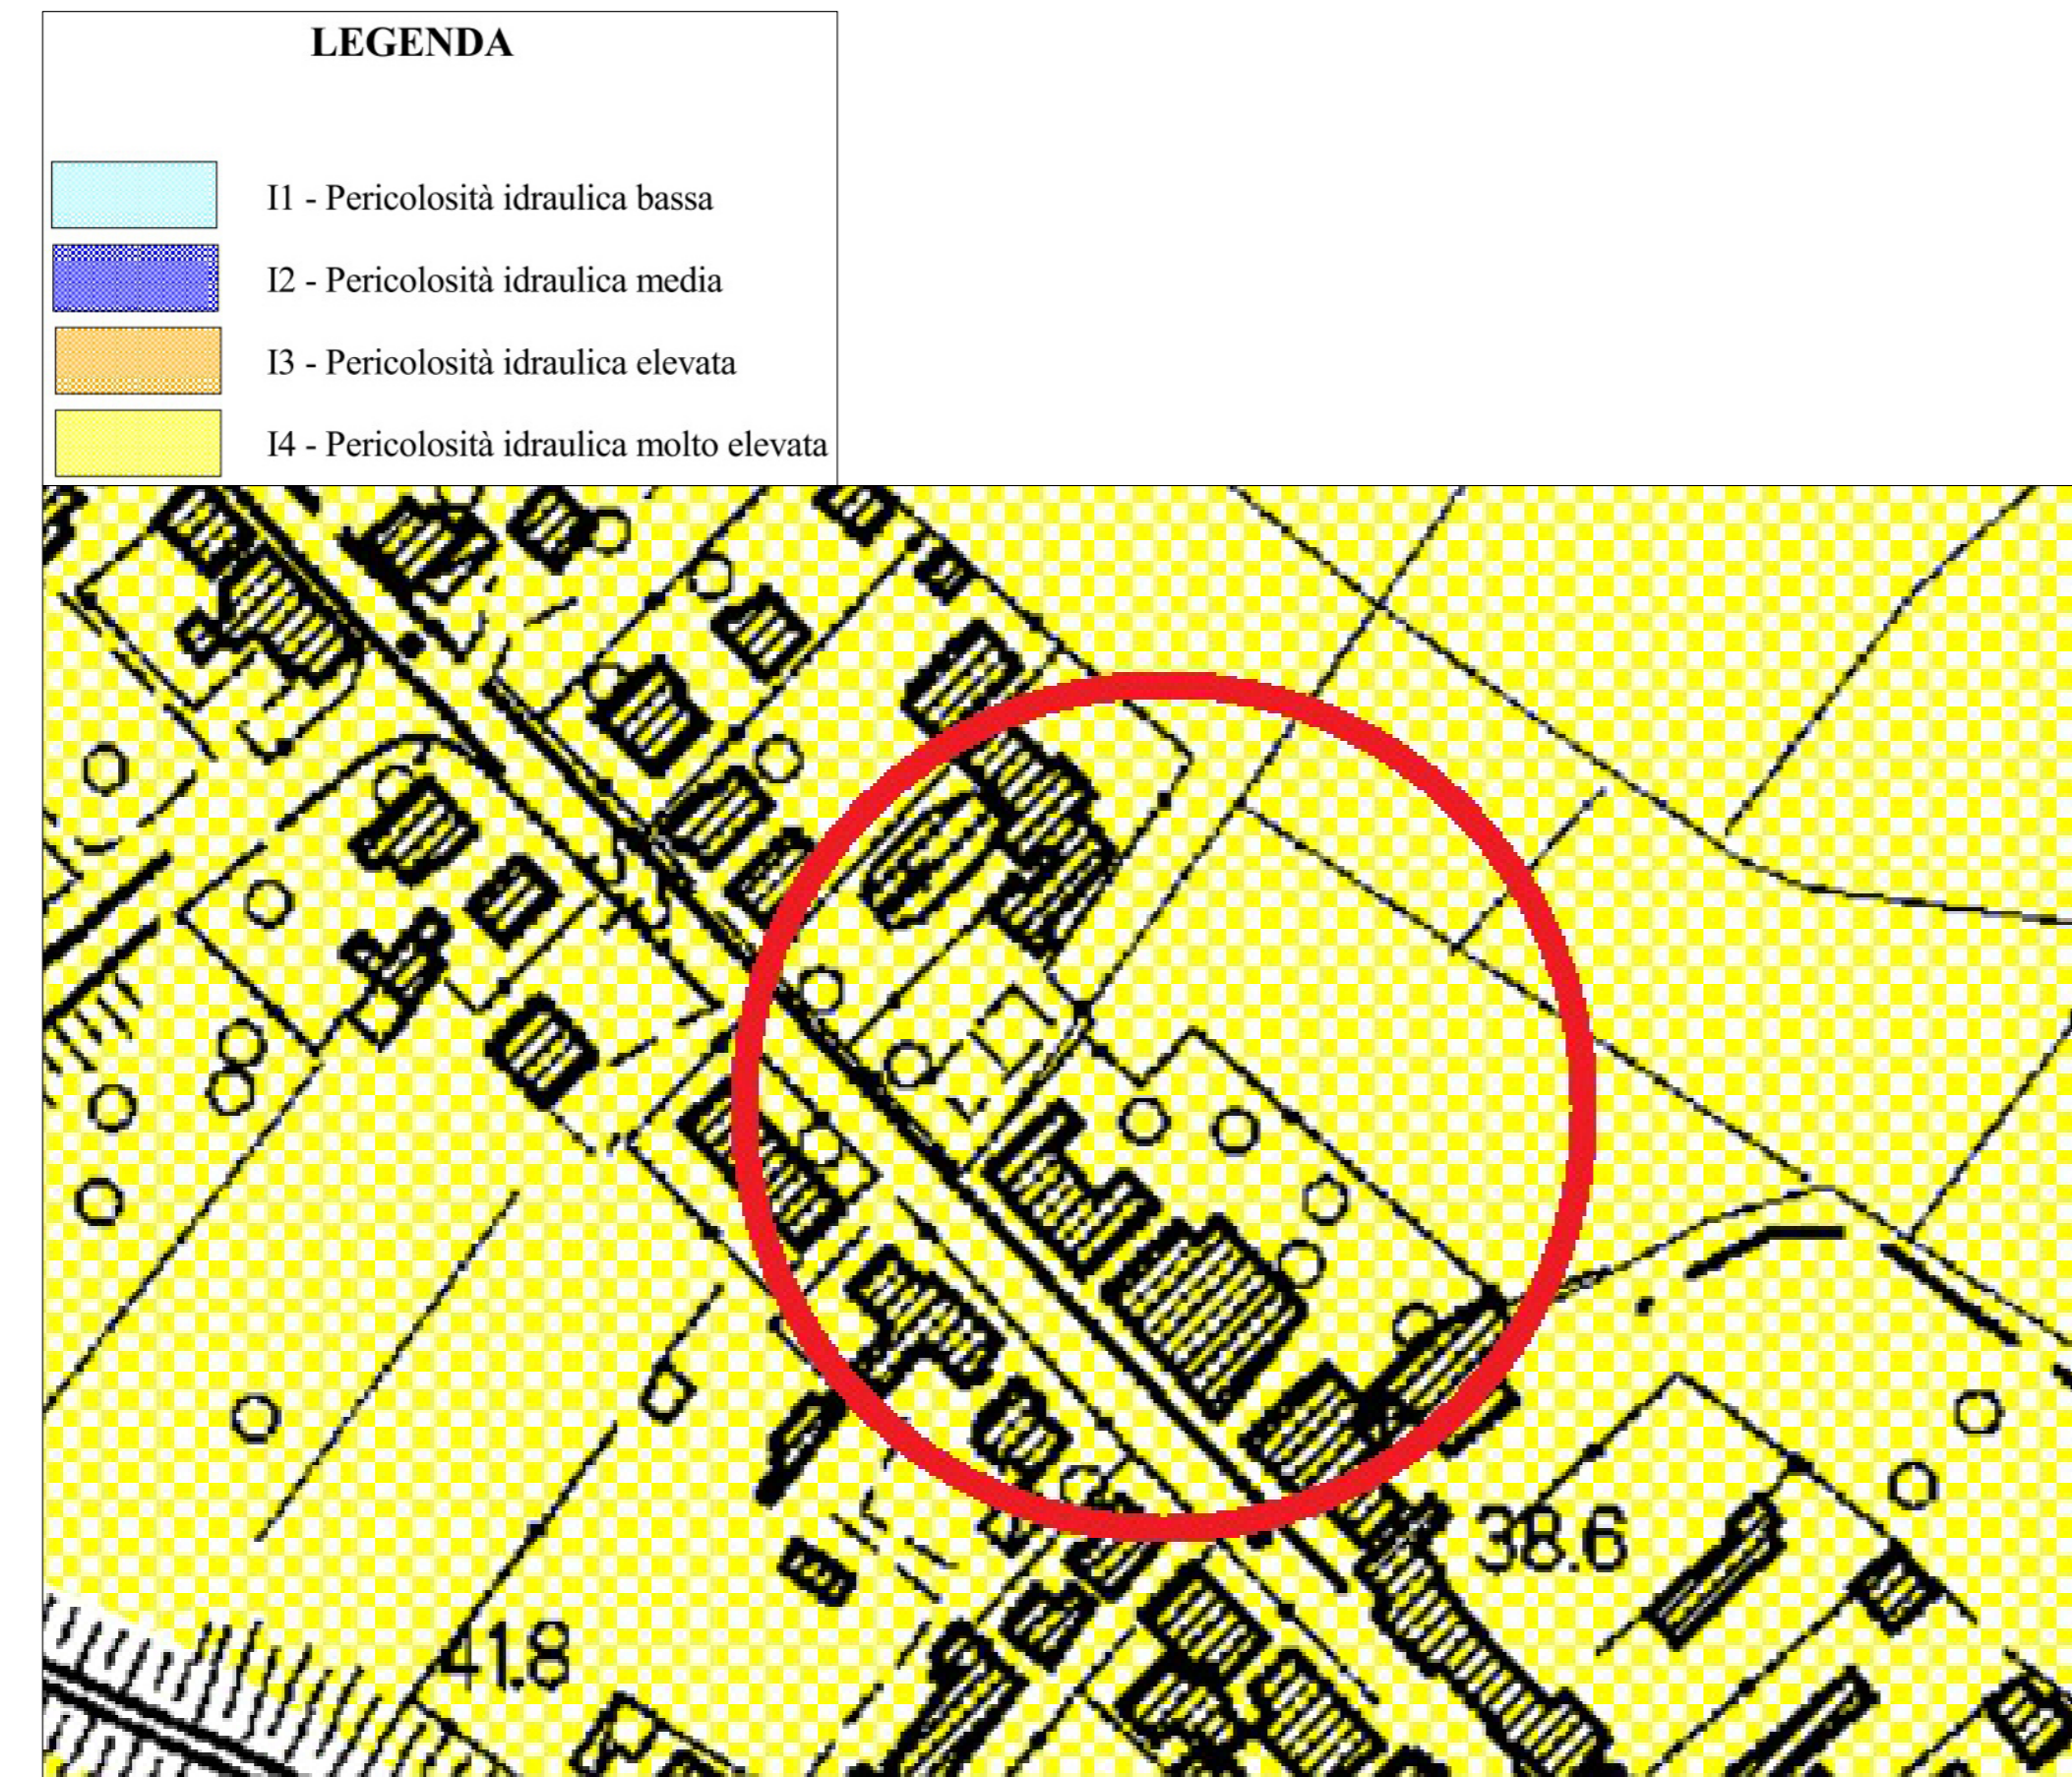 LEGENDA
I1 - Pericolosità idraulica bassa
I2 - Pericolosità idraulica media
I3 - Pericolosità idraulica elevata
I4 - Pericolosità idraulica molto elevata
38.6
41.8